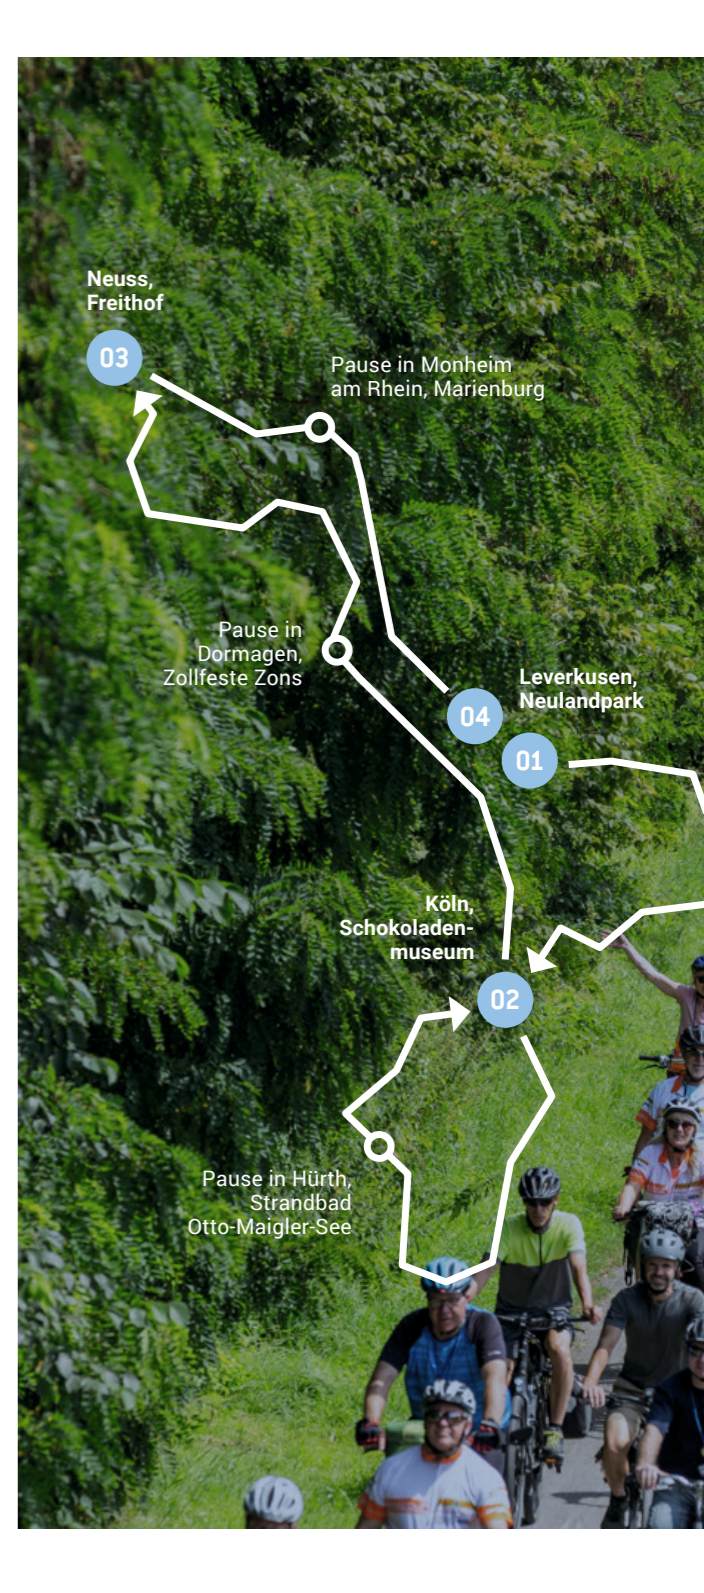 Neuss,
Freithof
03
Pause in Monheim
am Rhein, Marienburg
Pause in
Dormagen,
Zollfeste Zons
Leverkusen,
Neulandpark
04
01
Köln,
Schokoladen-
museum
02
Pause in Hürth,
Strandbad
Otto-Maigler-See